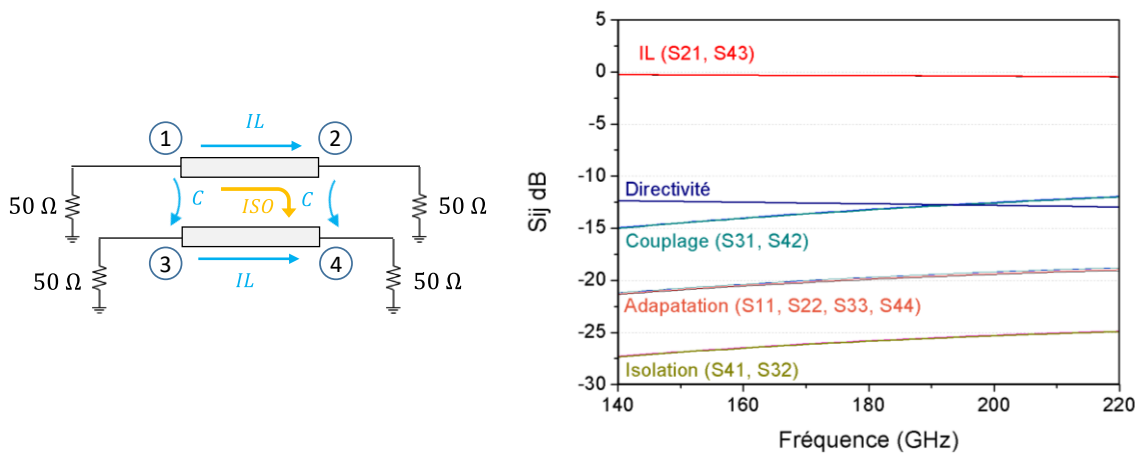 1
IL
2
50 Ω
C
ISO
C
50 Ω
3
IL
4
50 Ω
50 Ω
Sij dB
5
0
-5
-10
-15
-20
-25
-30
IL (S21, S43)
Directivité
Couplage (S31, S42)
Adapatation (S11, S22, S33, S44)
Isolation (S41, S32)
140
160
180
200
220
Fréquence (GHz)